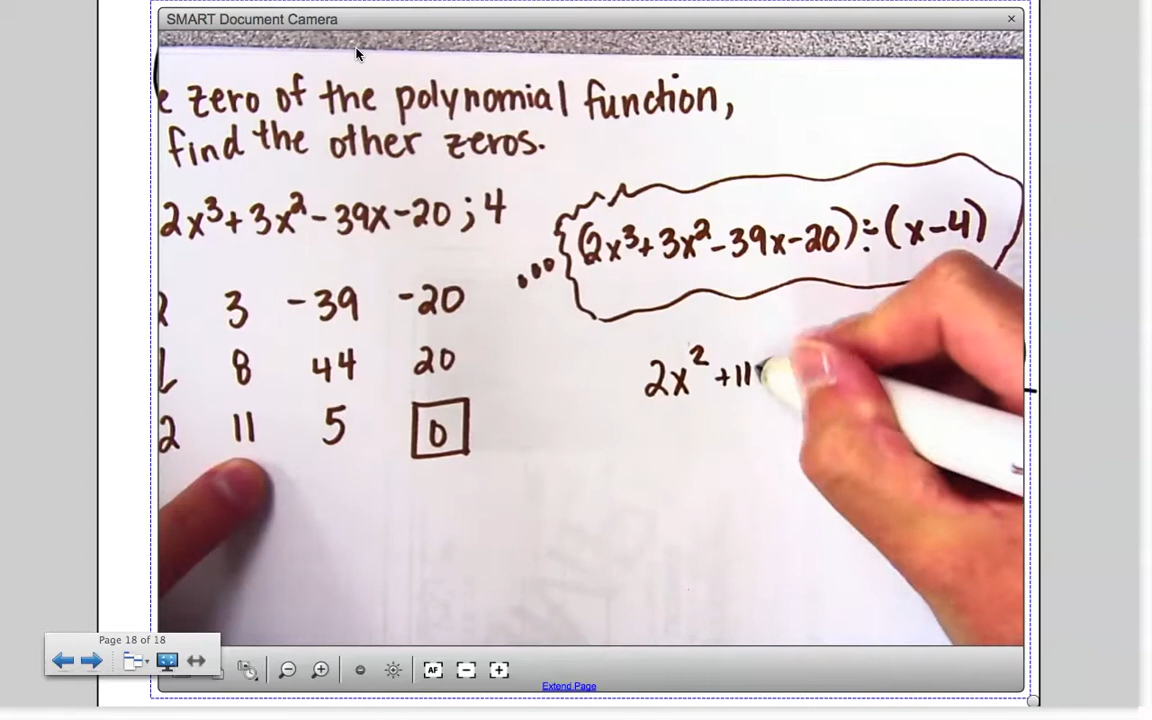 SMART Document Camera
e zero of the polynomial function,
find the other zeros.
2x³+3x²-39x-20 ; 4
(2x³+3x²-39x-20)÷(x-4)
3 -39 -20
8 44 20
2x²+11
2 11 5 0
Page 18 of 18
AF
Extend Page